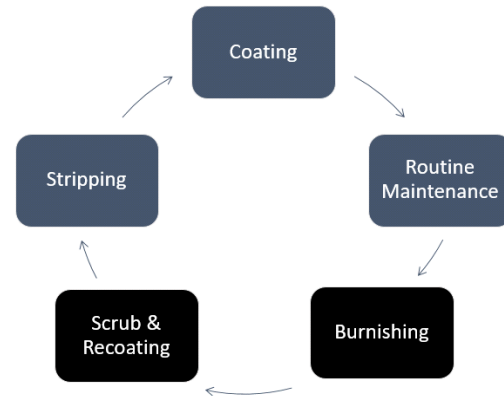 Coating
Routine
Maintenance
Burnishing
Scrub &
Recoating
Stripping